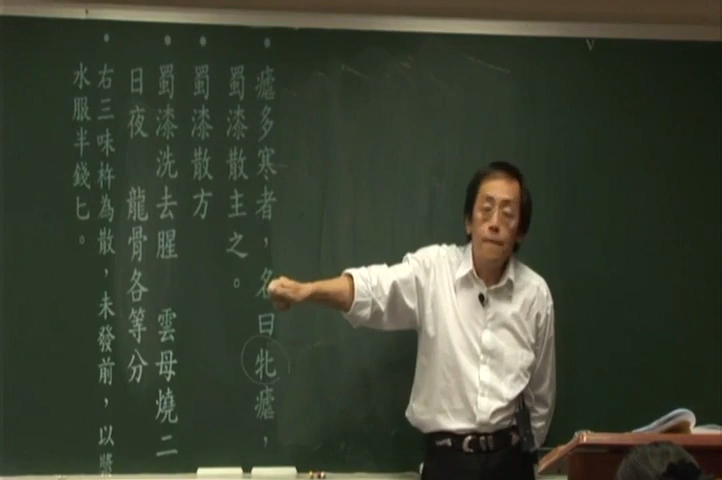 • 瘧多寒者，名曰牝瘧，
蜀漆散主之。
• 蜀漆散方
• 蜀漆洗去腥 雲母燒二
日夜 龍骨各等分
• 右三味杵為散，未發前，以漿
水服半錢匕。